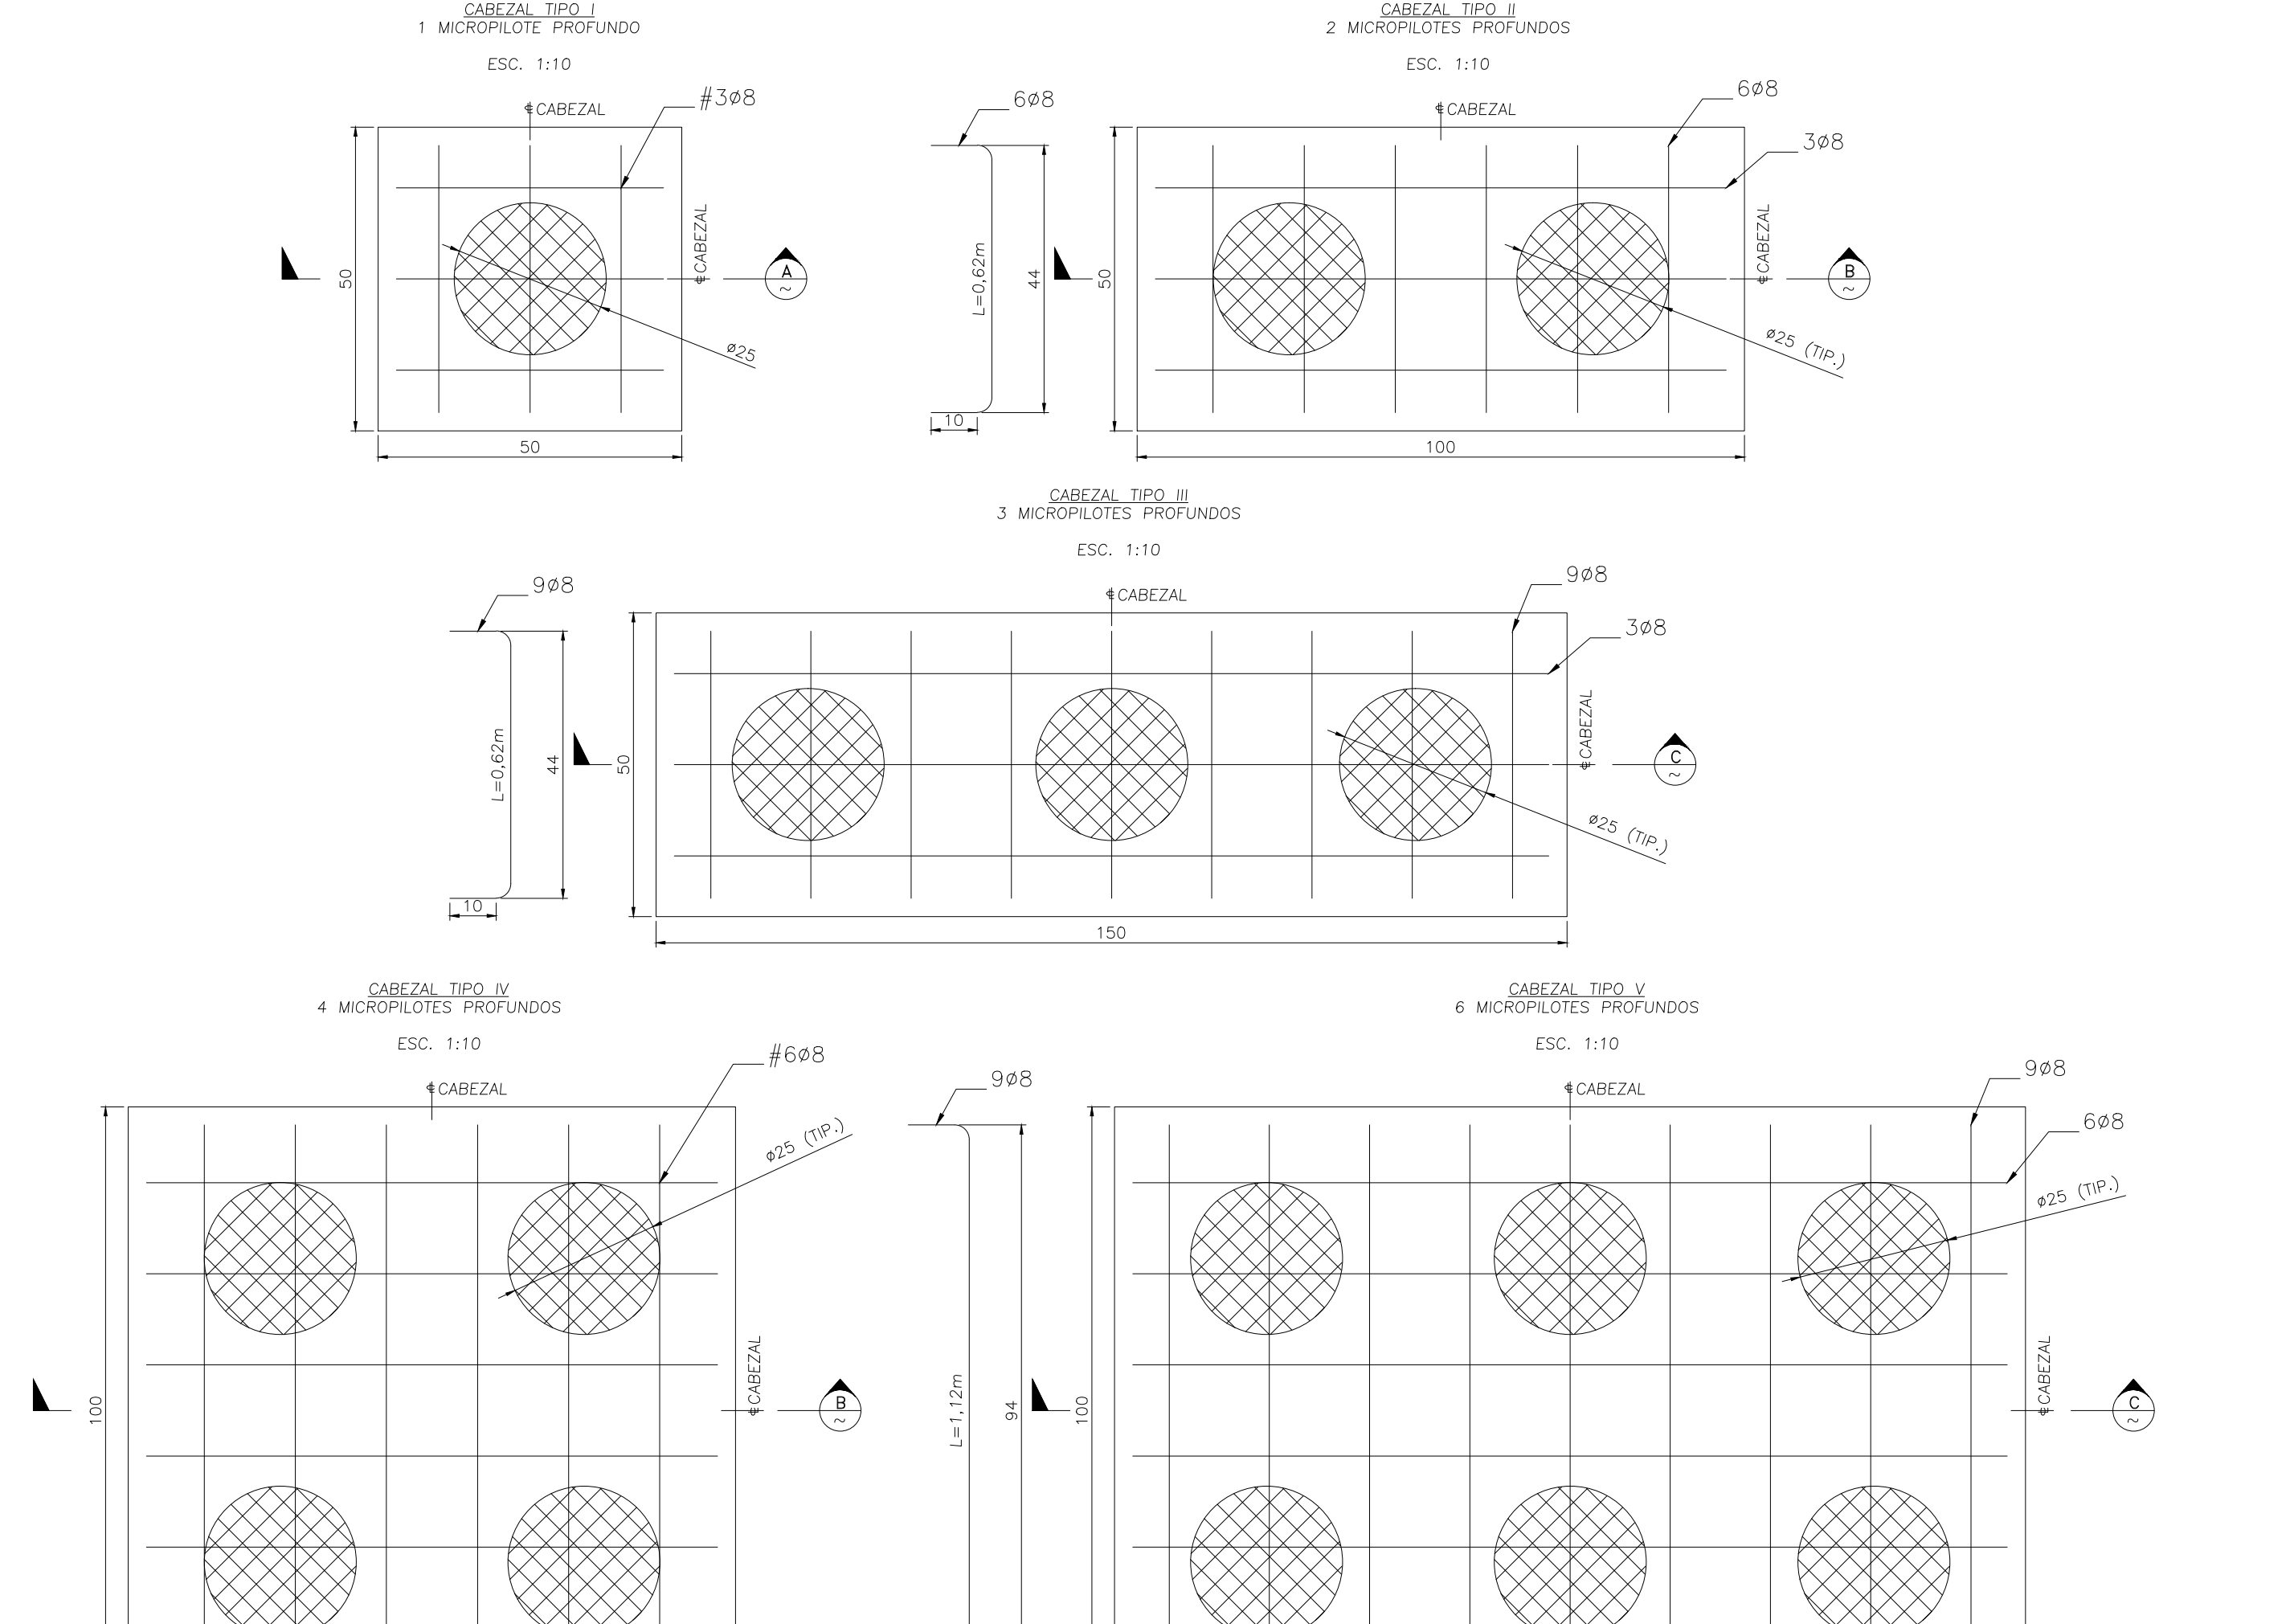 CABEZAL TIPO I
1 MICROPILOTE PROFUNDO
ESC. 1:10
℄ CABEZAL
#3ø8
50
℄ CABEZAL
A
~
ø25
50
CABEZAL TIPO II
2 MICROPILOTES PROFUNDOS
ESC. 1:10
6ø8
L=0,62m
44
10
℄ CABEZAL
6ø8
3ø8
50
℄ CABEZAL
B
~
ø25 (TIP.)
100
CABEZAL TIPO III
3 MICROPILOTES PROFUNDOS
ESC. 1:10
9ø8
L=0,62m
44
10
℄ CABEZAL
9ø8
3ø8
50
℄ CABEZAL
C
~
ø25 (TIP.)
150
CABEZAL TIPO IV
4 MICROPILOTES PROFUNDOS
ESC. 1:10
℄ CABEZAL
#6ø8
ø25 (TIP.)
100
℄ CABEZAL
B
~
CABEZAL TIPO V
6 MICROPILOTES PROFUNDOS
ESC. 1:10
9ø8
L=1,12m
94
℄ CABEZAL
9ø8
6ø8
ø25 (TIP.)
100
℄ CABEZAL
C
~